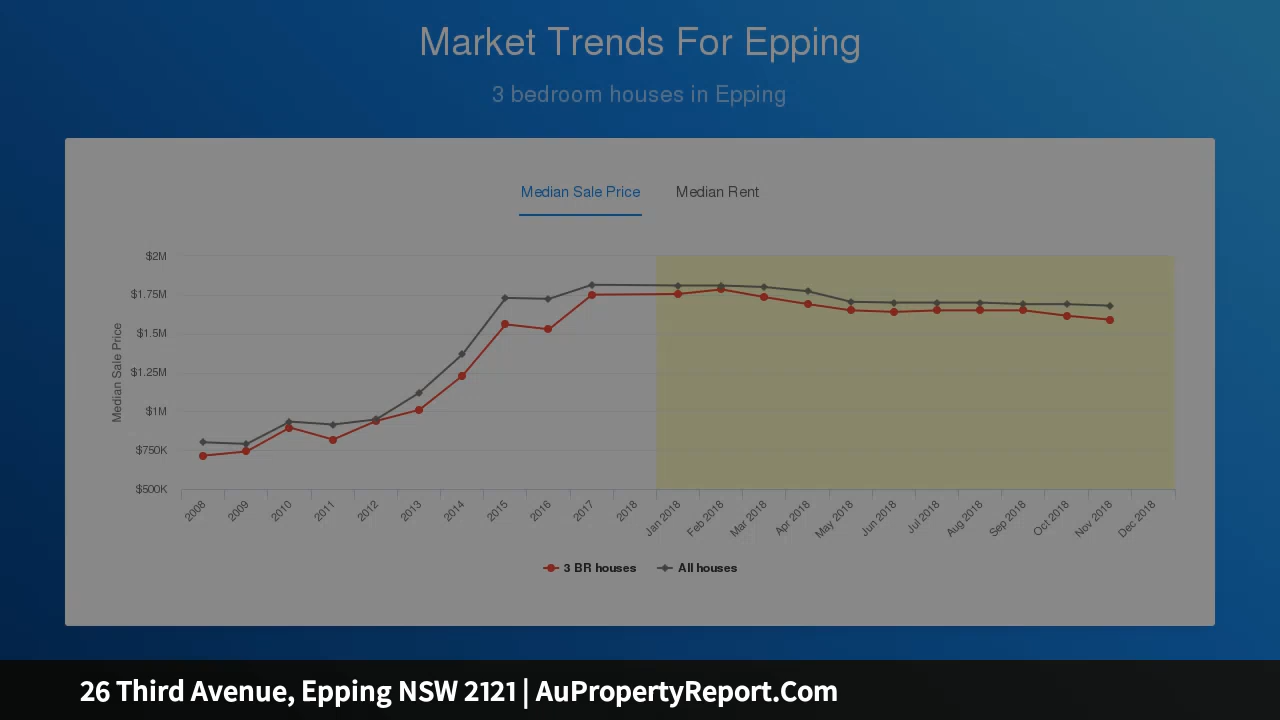 Market Trends For Epping
3 bedroom houses in Epping
Median Sale Price Median Rent
Median Sale Price
$2M
$1.75M
$1.5M
$1.25M
$1M
$750K
$500K
2008 2009 2010 2011 2012 2013 2014 2015 2016 2017 2018 Jan 2018 Feb 2018 Mar 2018 Apr 2018 May 2018 Jun 2018 Jul 2018 Aug 2018 Sep 2018 Oct 2018 Nov 2018 Dec 2018
3 BR houses All houses
26 Third Avenue, Epping NSW 2121 | AuPropertyReport.Com